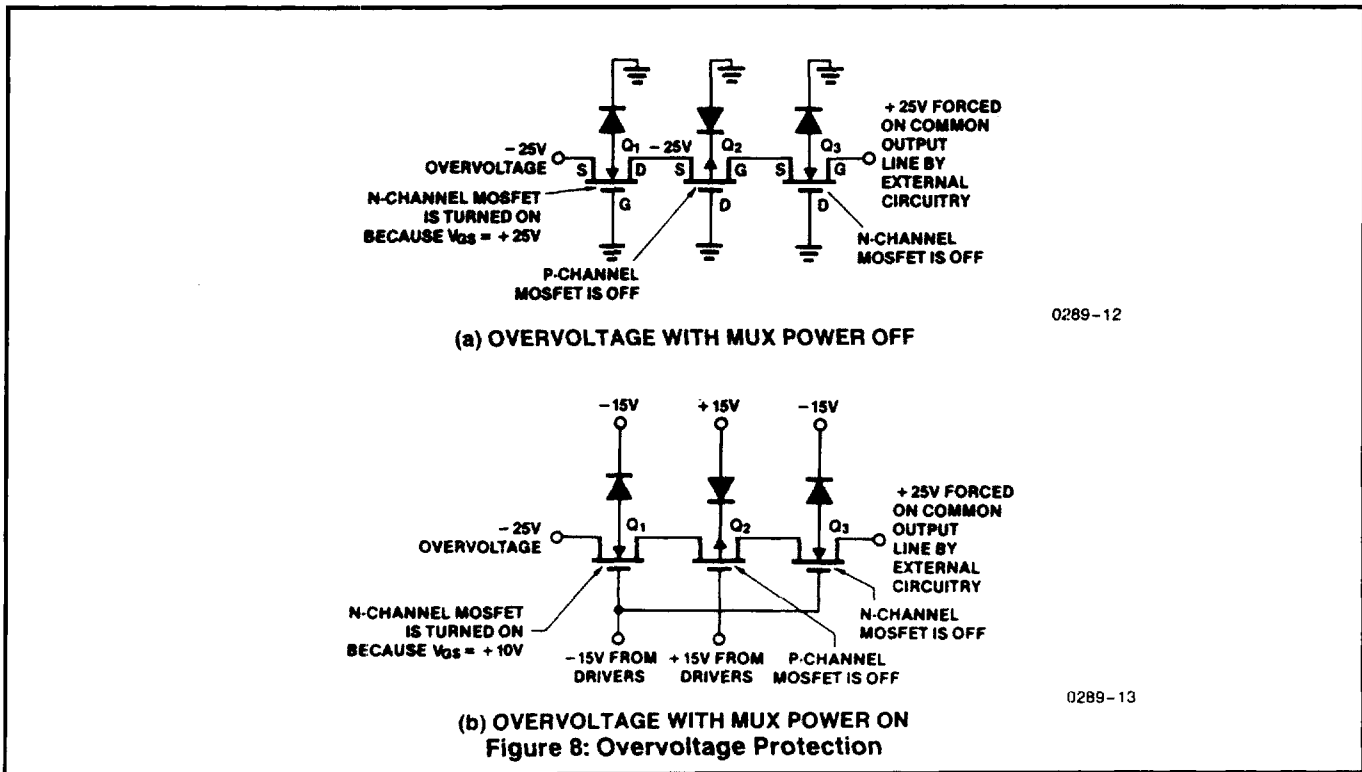 + 25V FORCED
ON COMMON
OUTPUT
LINE BY
EXTERNAL
CIRCUITRY
- 25V
OVERVOLTAGE
Q1
- 25V
Q2
Q3
S
D
S
G
S
G
G
D
D
N-CHANNEL MOSFET
IS TURNED ON
BECAUSE VGS = + 25V
P-CHANNEL
MOSFET IS OFF
N-CHANNEL
MOSFET IS OFF
0289-12
(a) OVERVOLTAGE WITH MUX POWER OFF
-15V
+ 15V
-15V
+ 25V FORCED
ON COMMON
OUTPUT
LINE BY
EXTERNAL
CIRCUITRY
- 25V
OVERVOLTAGE
Q1
Q2
Q3
N-CHANNEL MOSFET
IS TURNED ON
BECAUSE VGS = + 10V
-15V FROM
DRIVERS
+ 15V FROM
DRIVERS
P-CHANNEL
MOSFET IS OFF
N-CHANNEL
MOSFET IS OFF
0289-13
(b) OVERVOLTAGE WITH MUX POWER ON
Figure 8: Overvoltage Protection